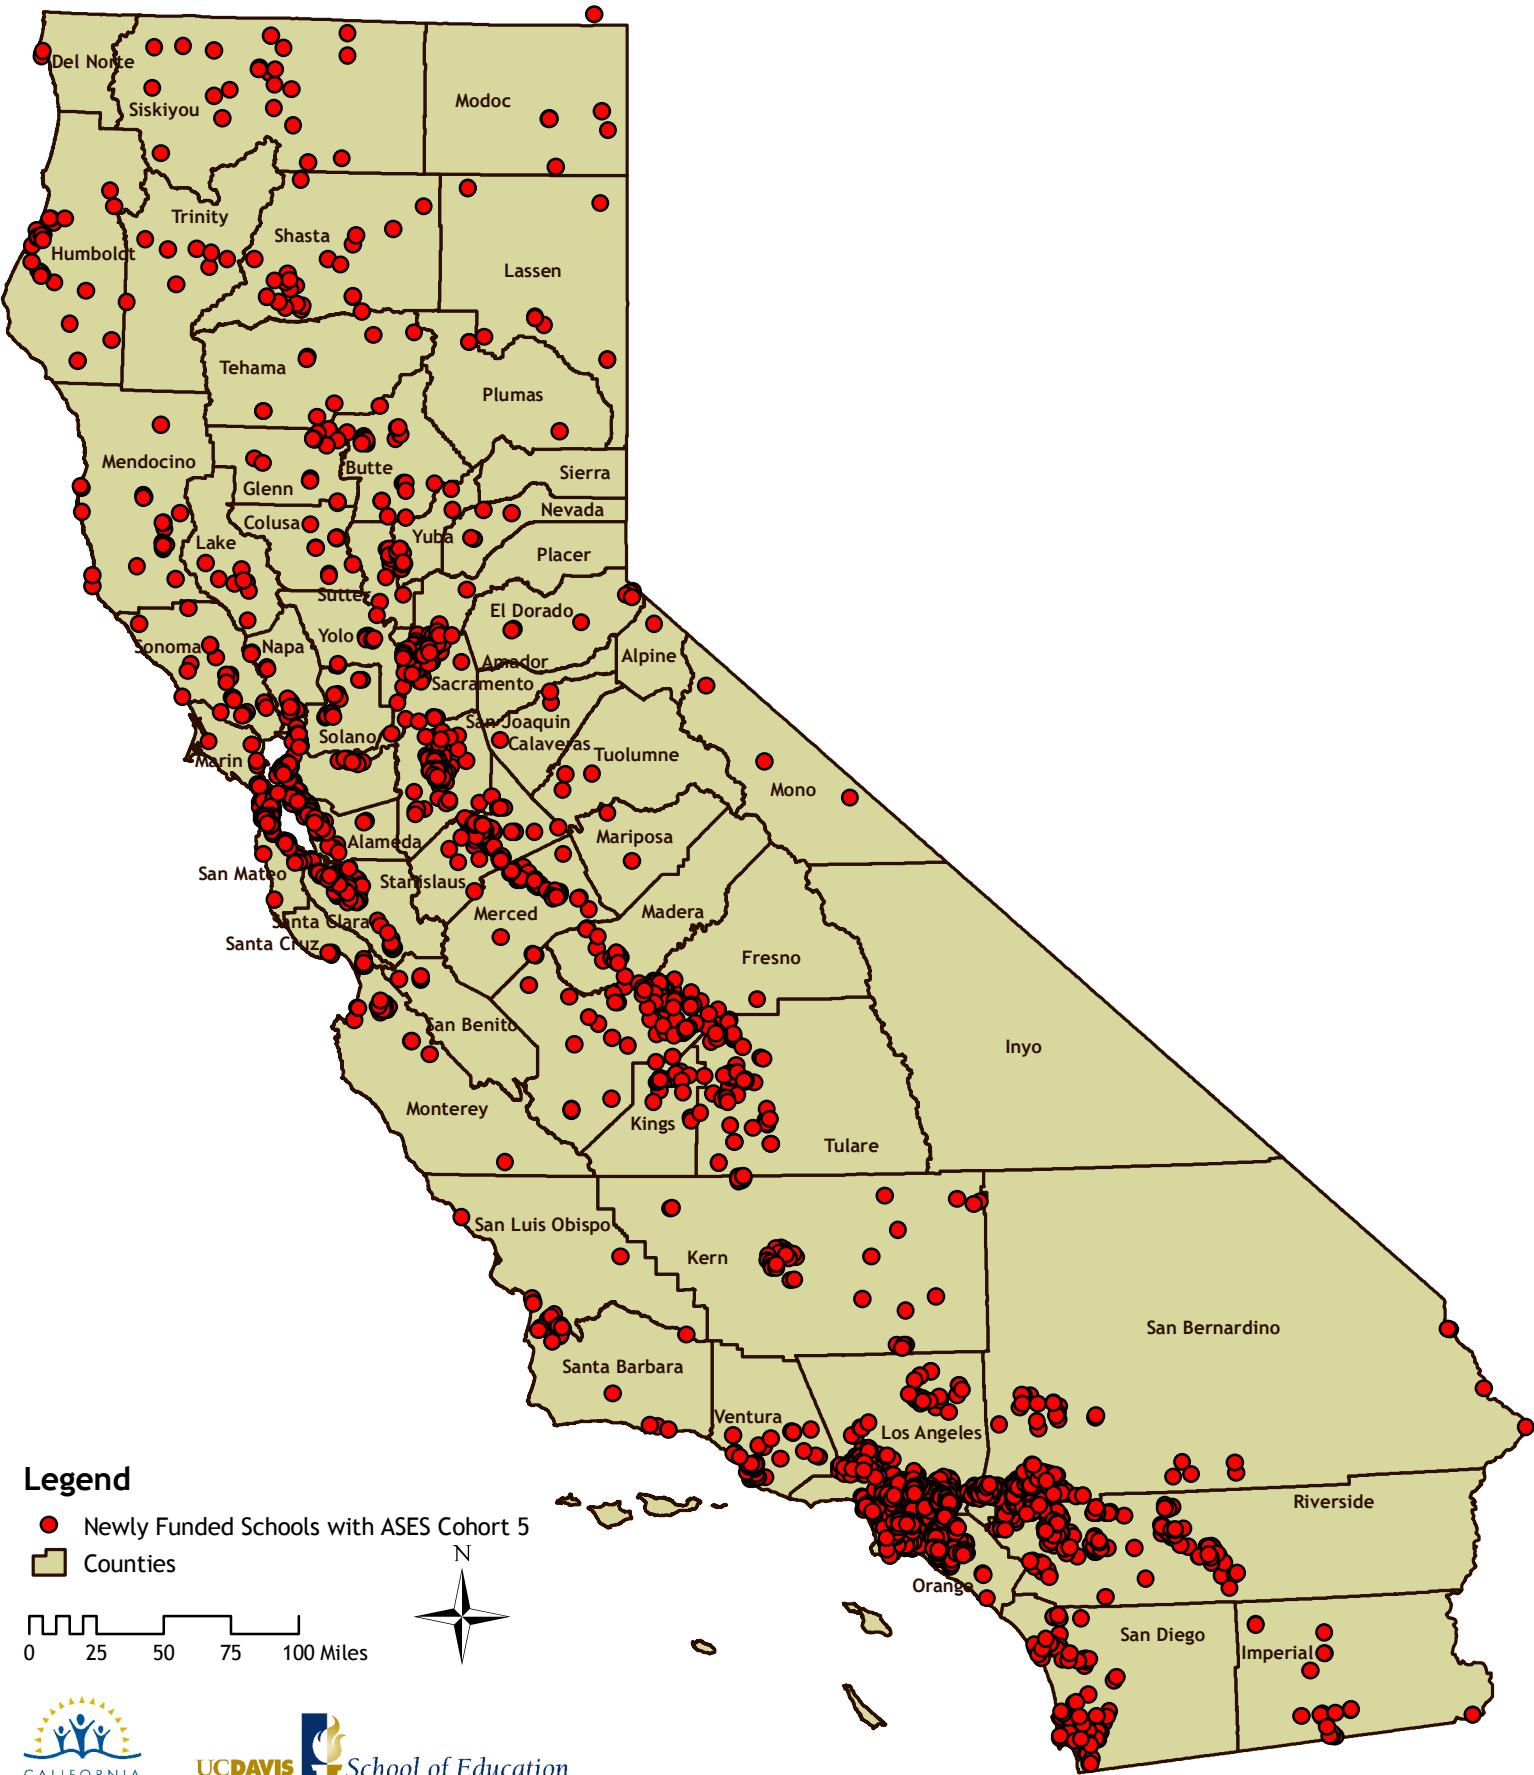 Del Norte
Siskiyou
Modoc
Trinity
Shasta
Humboldt
Lassen
Tehama
Plumas
Mendocino
Butte
Sierra
Glenn
Nevada
Colusa
Yuba
Lake
Placer
Sutter
El Dorado
Yolo
Sonoma
Napa
Alpine
Amador
Sacramento
San Joaquin
Solano
Calaveras
Tuolumne
Marin
Mono
Mariposa
Alameda
San Mateo
Stanislaus
Merced
Madera
Santa Clara
Santa Cruz
Fresno
San Benito
Inyo
Monterey
Kings
Tulare
San Luis Obispo
Kern
San Bernardino
Santa Barbara
Ventura
Los Angeles
Riverside
Orange
San Diego
Imperial
Legend
Newly Funded Schools with ASES Cohort 5
Counties
N
0 25 50 75 100 Miles
CALIFORNIA
UCDAVIS School of Education